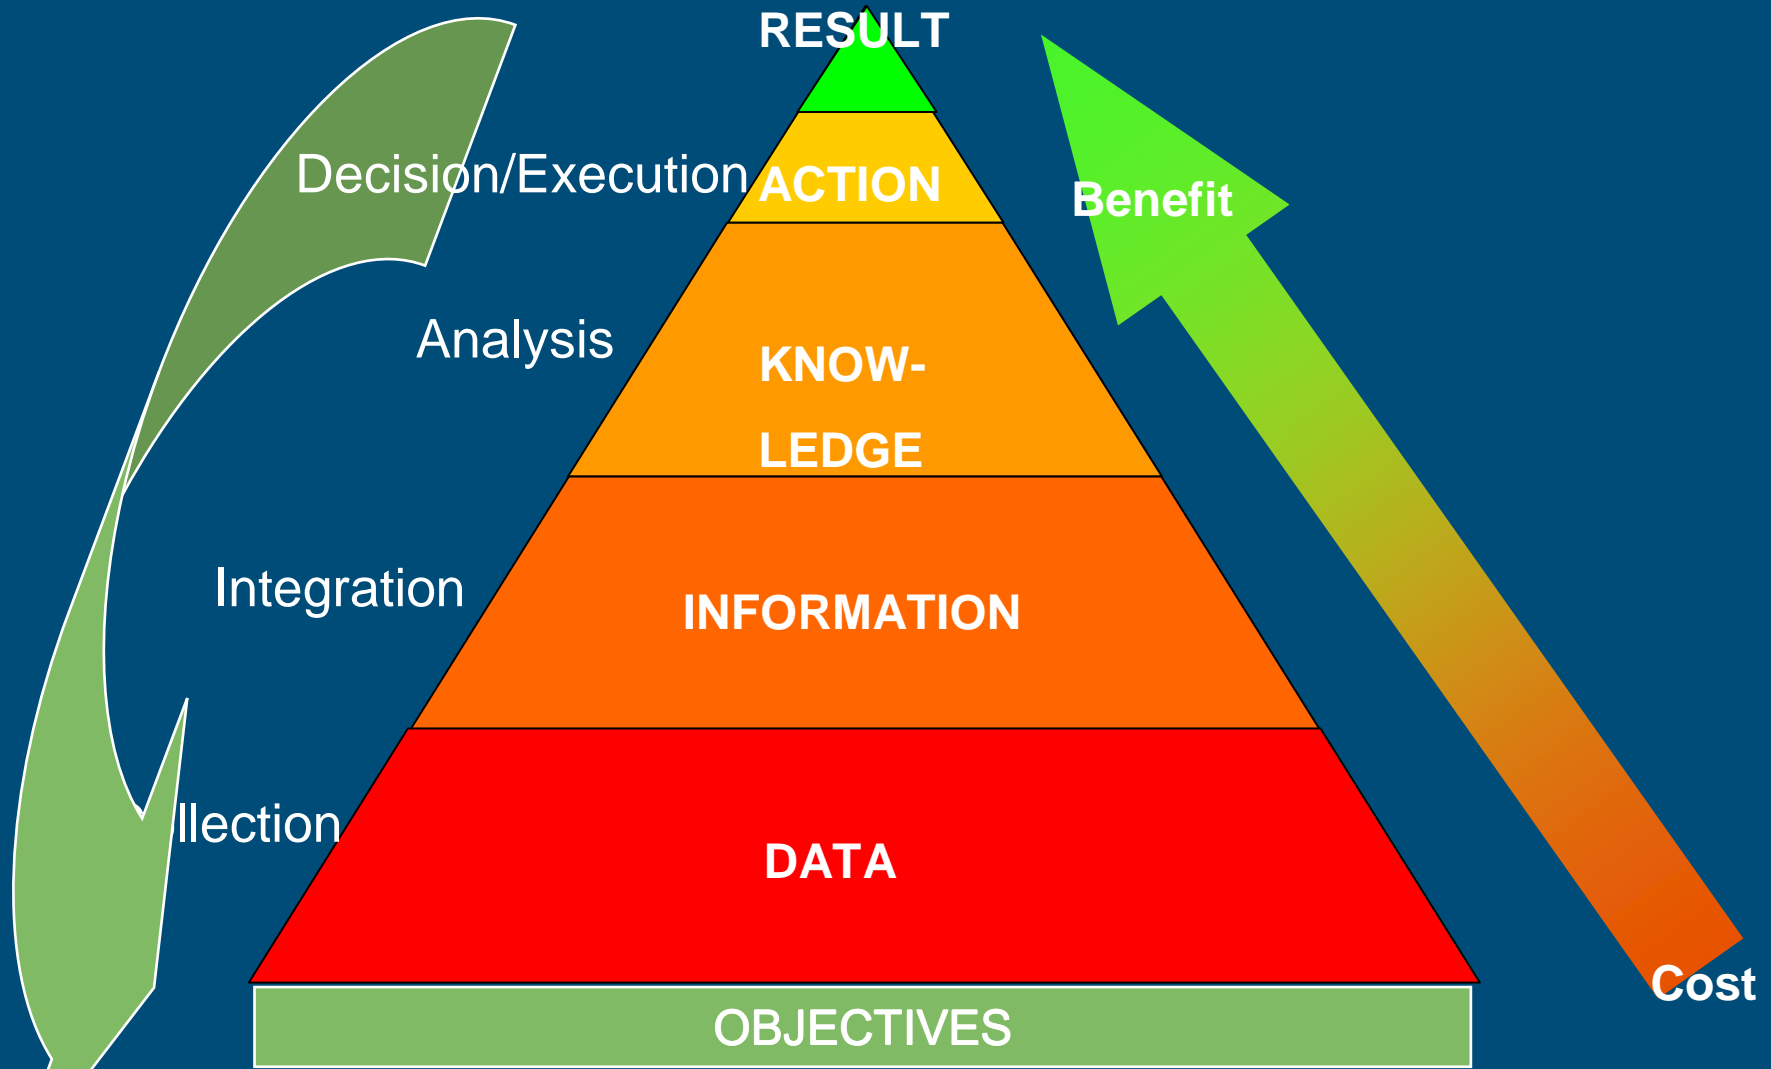 RESULT
Decision/Execution
ACTION
Benefit
Analysis
KNOW-
LEDGE
Integration
INFORMATION
llection
DATA
Cost
OBJECTIVES